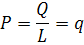 P = Q/L = q